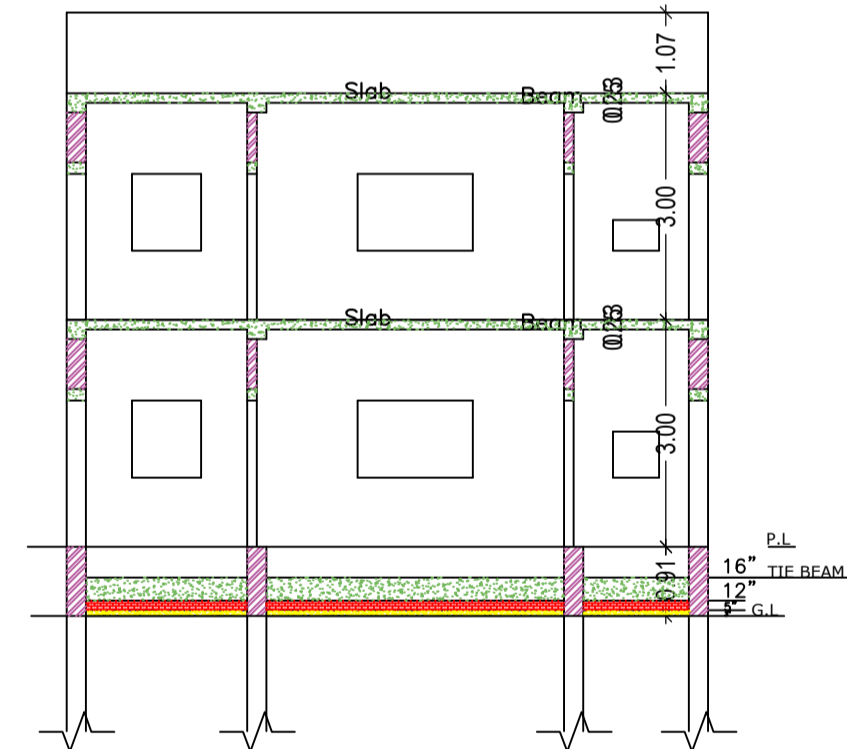 1.07
Slab
Beam
3.00
Slab
Beam
3.00
P.L
16”
TIE BEAM
0.91
12”
G.L